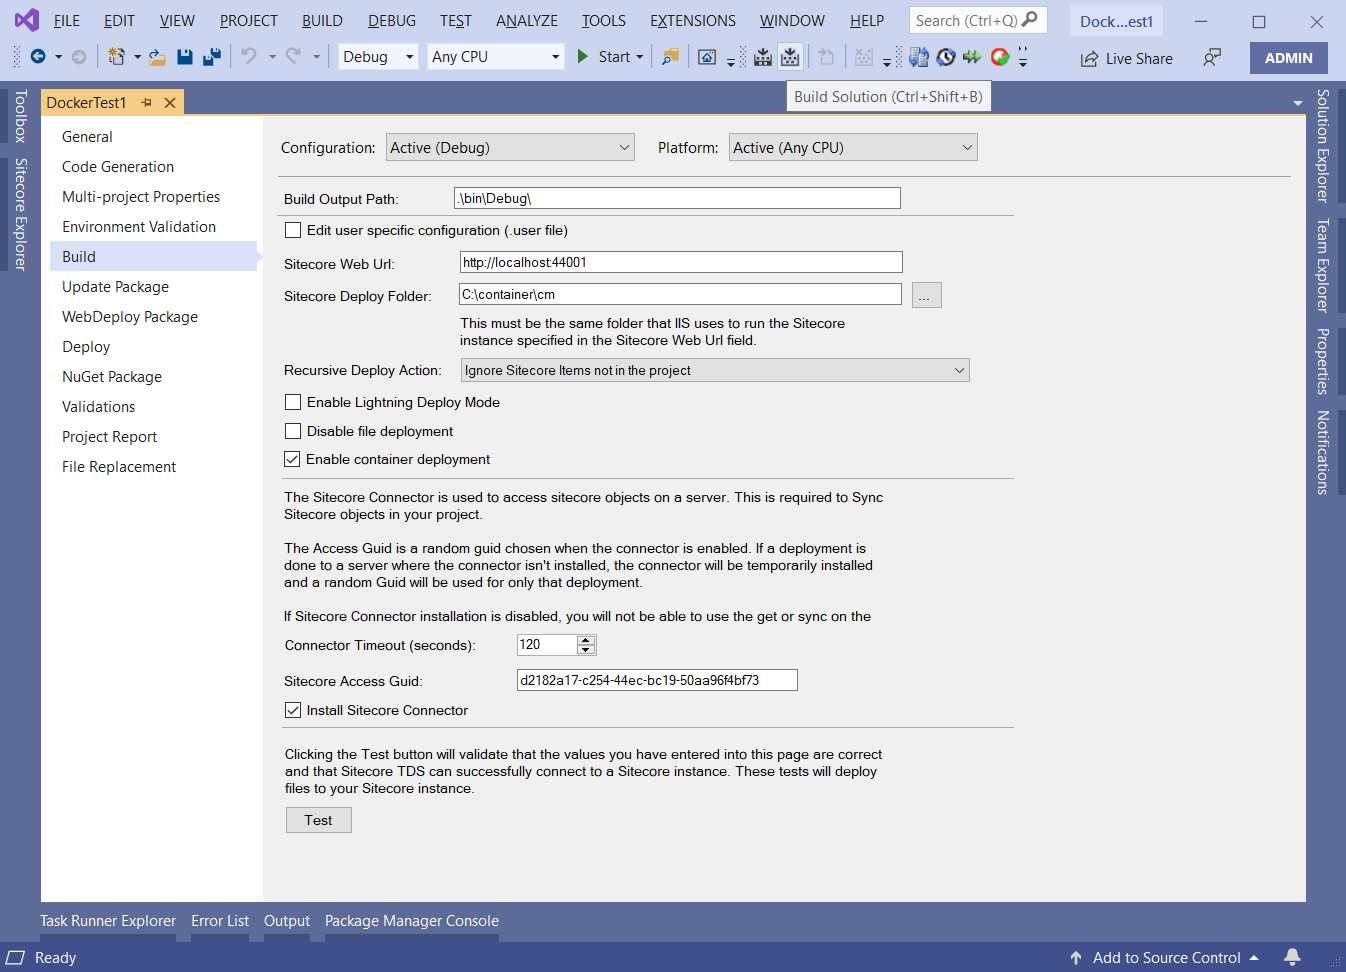 FILE EDIT VIEW PROJECT BUILD DEBUG TEST ANALYZE TOOLS EXTENSIONS WINDOW HELP Search (Ctrl+Q) Dock...est1
Debug Any CPU Start Live Share ADMIN
Build Solution (Ctrl+Shift+B)
Toolbox
Sitecore Explorer
DockerTest1
General
Code Generation
Multi-project Properties
Environment Validation
Build
Update Package
WebDeploy Package
Deploy
NuGet Package
Validations
Project Report
File Replacement
Configuration: Active (Debug) Platform: Active (Any CPU)
Build Output Path: .\bin\Debug\
Edit user specific configuration (.user file)
Sitecore Web Url: http://localhost:44001
Sitecore Deploy Folder: C:\container\cm ...
This must be the same folder that IIS uses to run the Sitecore
instance specified in the Sitecore Web Url field.
Recursive Deploy Action: Ignore Sitecore Items not in the project
Enable Lightning Deploy Mode
Disable file deployment
Enable container deployment
The Sitecore Connector is used to access sitecore objects on a server. This is required to Sync
Sitecore objects in your project.
The Access Guid is a random guid chosen when the connector is enabled. If a deployment is
done to a server where the connector isn't installed, the connector will be temporarily installed
and a random Guid will be used for only that deployment.
If Sitecore Connector installation is disabled, you will not be able to use the get or sync on the
Connector Timeout (seconds): 120
Sitecore Access Guid: d2182a17-c254-44ec-bc19-50aa96f4bf73
Install Sitecore Connector
Clicking the Test button will validate that the values you have entered into this page are correct
and that Sitecore TDS can successfully connect to a Sitecore instance. These tests will deploy
files to your Sitecore instance.
Test
Solution Explorer
Team Explorer
Properties
Notifications
Task Runner Explorer Error List Output Package Manager Console
Ready Add to Source Control